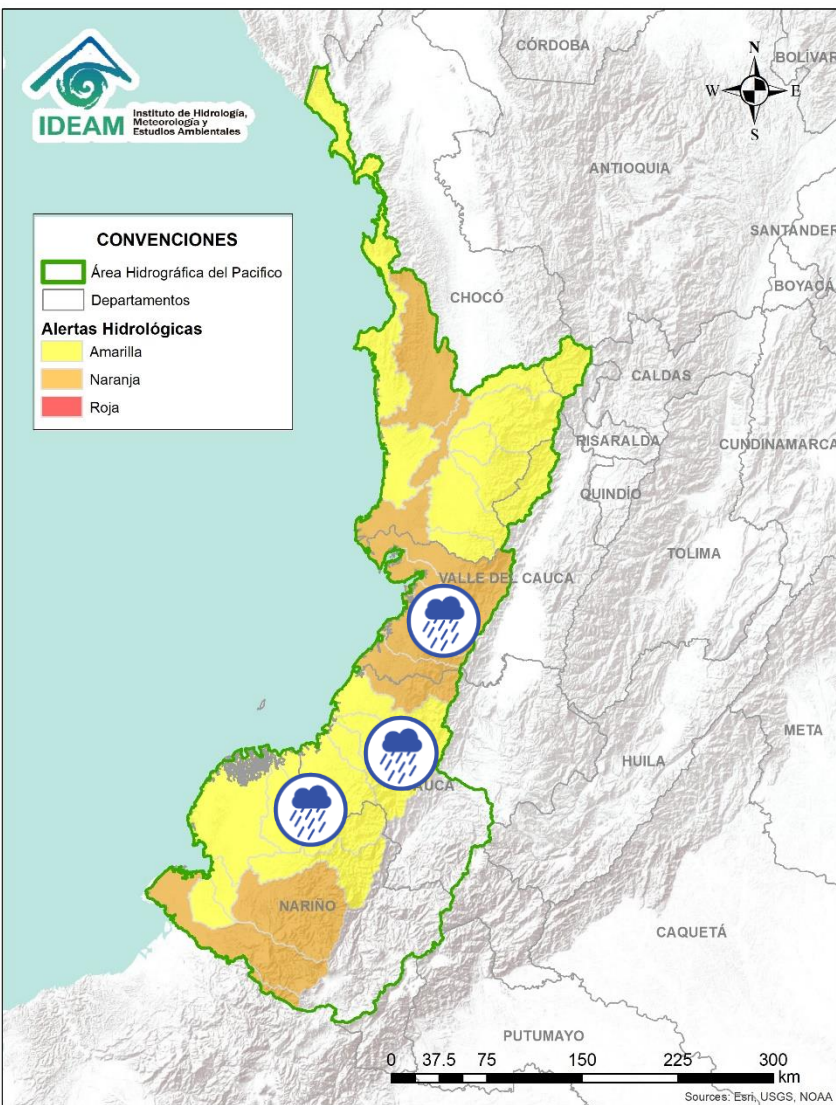 IDEAM
Instituto de Hidrología,
Meteorología y
Estudios Ambientales
N
W
E
S
CONVENCIONES
Área Hidrográfica del Pacifico
Departamentos
Alertas Hidrológicas
Amarilla
Naranja
Roja
CÓRDOBA
BOLÍVAR
ANTIOQUIA
SANTANDER
BOYACÁ
CHOCÓ
CALDAS
RISARALDA
CUNDINAMARCA
QUINDÍO
TOLIMA
VALLE DEL CAUCA
META
HUILA
NARIÑO
CAQUETÁ
PUTUMAYO
0 37.5 75 150 225 300
km
Sources: Esri, USGS, NOAA